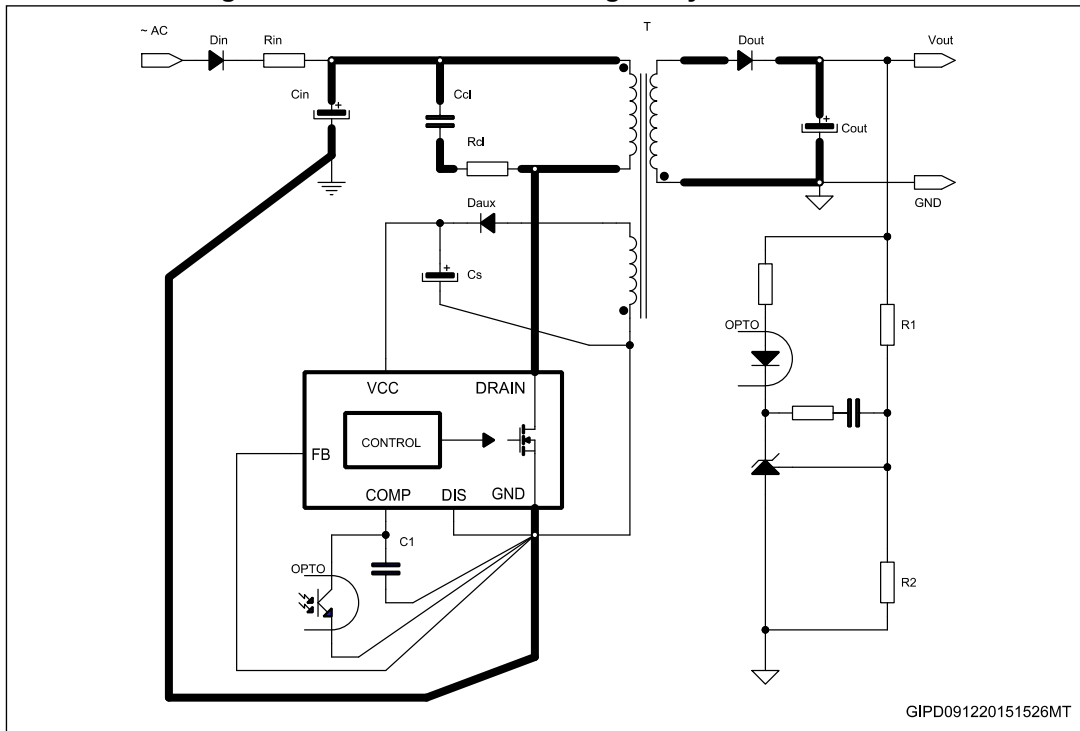 T
~ AC
Din
Rin
Dout
Vout
Cin
+
Ccl
+
Cout
Rcl
GND
Daux
+
Cs
OPTO
R1
VCC
DRAIN
CONTROL
FB
COMP
DIS
GND
C1
OPTO
R2
GIPD091220151526MT